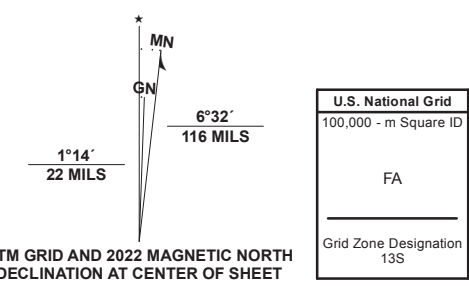 ★
MN
GN
6°32´
116 MILS
1°14´
22 MILS
TM GRID AND 2022 MAGNETIC NORTH
DECLINATION AT CENTER OF SHEET
U.S. National Grid
100,000 - m Square ID
FA
Grid Zone Designation
13S